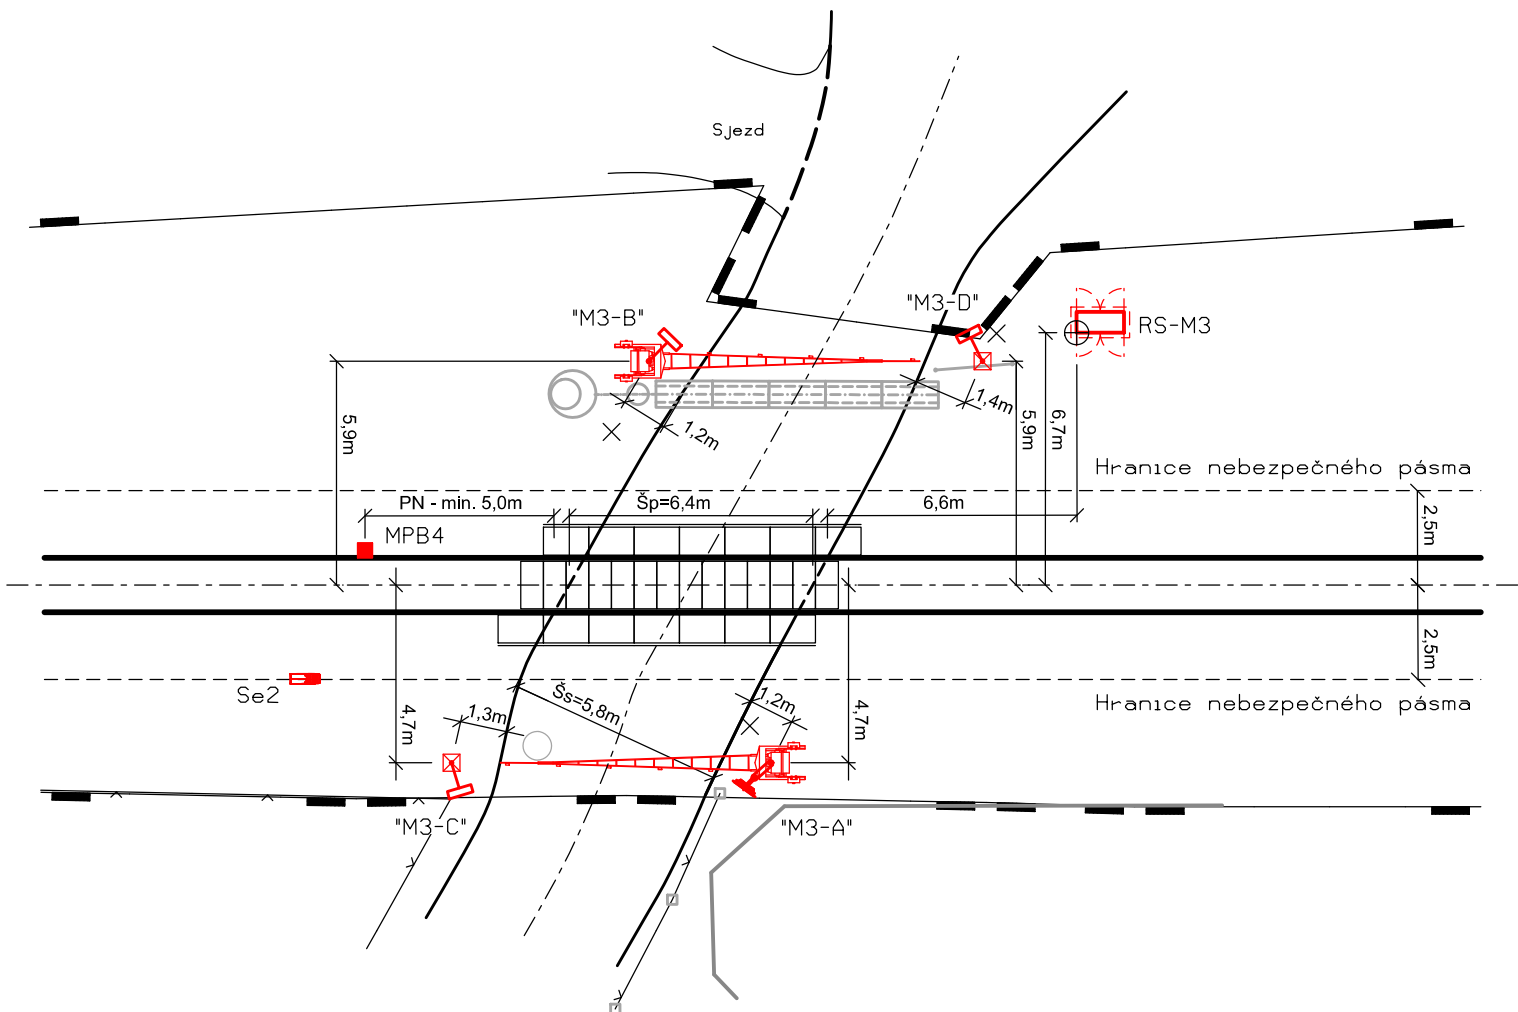 Sjezd
"M3-B"
"M3-D"
RS-M3
1,4m
1,2m
5,9m
5,9m
6,7m
Hranice nebezpečného pásma
PN - min. 5,0m
Šp=6,4m
6,6m
2,5m
MPB4
2,5m
Se2
Šs=5,8m
1,2m
Hranice nebezpečného pásma
4,7m
1,3m
4,7m
"M3-C"
"M3-A"